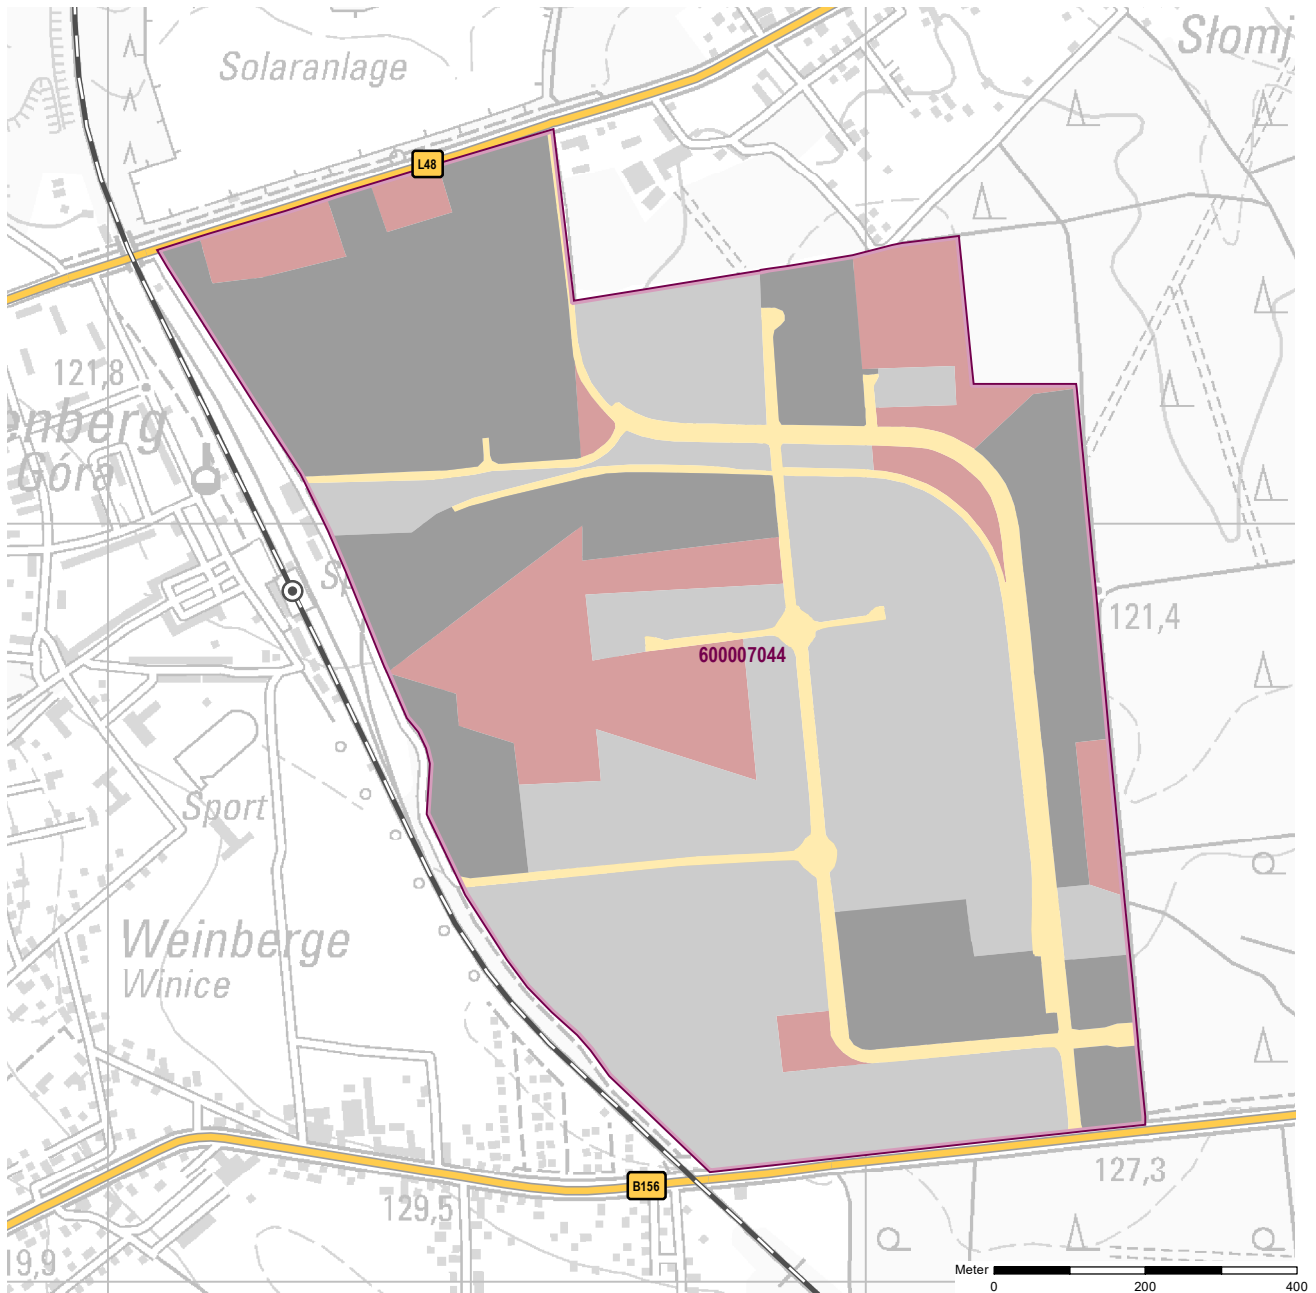 Słomj
Solaranlage
L48
121,8
enberg
Góra
Sp
121,4
600007044
Sport
Weinberge
Winice
127,3
B156
129,5
19,9
Meter
0 200 400